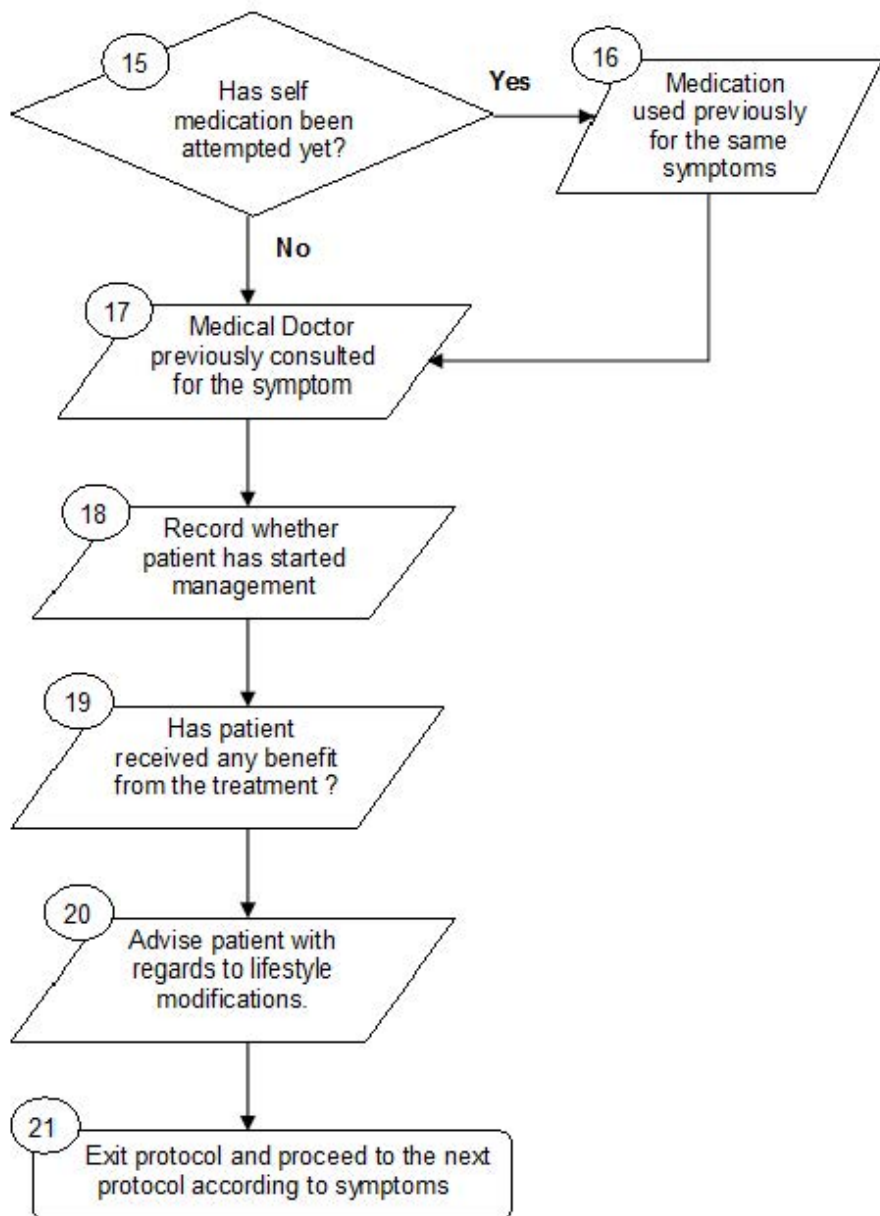 15
Has self
medication been
attempted yet?
Yes
16
Medication
used previously
for the same
symptoms
No
17
Medical Doctor
previously consulted
for the symptom
18
Record whether
patient has started
management
19
Has patient
received any benefit
from the treatment ?
20
Advise patient with
regards to lifestyle
modifications.
21
Exit protocol and proceed to the next
protocol according to symptoms